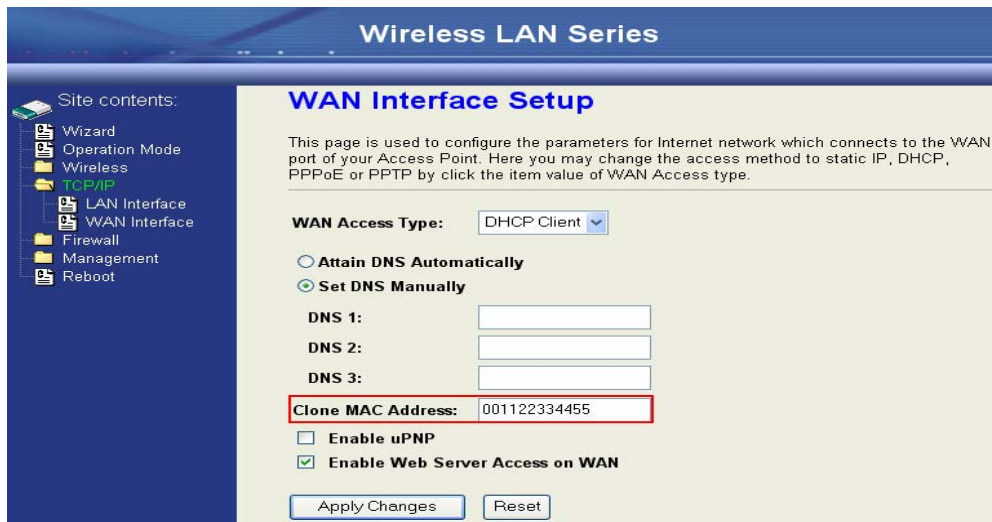 Wireless LAN Series
Site contents:
Wizard
Operation Mode
Wireless
TCP/IP
LAN Interface
WAN Interface
Firewall
Management
Reboot
WAN Interface Setup
This page is used to configure the parameters for Internet network which connects to the WAN
port of your Access Point. Here you may change the access method to static IP, DHCP,
PPPoE or PPTP by click the item value of WAN Access type.
WAN Access Type: DHCP Client
Attain DNS Automatically
Set DNS Manually
DNS 1:
DNS 2:
DNS 3:
Clone MAC Address: 001122334455
Enable uPNP
Enable Web Server Access on WAN
Apply Changes Reset